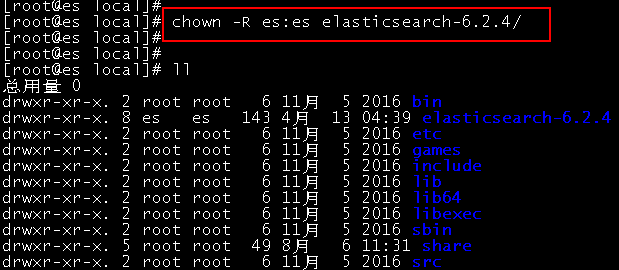 [root@es local]#
[root@es local]# chown -R es:es elasticsearch-6.2.4/
[root@es local]#
[root@es local]#
[root@es local]# ll
总用量 0
drwxr-xr-x. 2 root root 6 11月 5 2016 bin
drwxr-xr-x. 8 es es 143 4月 13 04:39 elasticsearch-6.2.4
drwxr-xr-x. 2 root root 6 11月 5 2016 etc
drwxr-xr-x. 2 root root 6 11月 5 2016 games
drwxr-xr-x. 2 root root 6 11月 5 2016 include
drwxr-xr-x. 2 root root 6 11月 5 2016 lib
drwxr-xr-x. 2 root root 6 11月 5 2016 lib64
drwxr-xr-x. 2 root root 6 11月 5 2016 libexec
drwxr-xr-x. 2 root root 6 11月 5 2016 sbin
drwxr-xr-x. 5 root root 49 8月 6 11:31 share
drwxr-xr-x. 2 root root 6 11月 5 2016 src